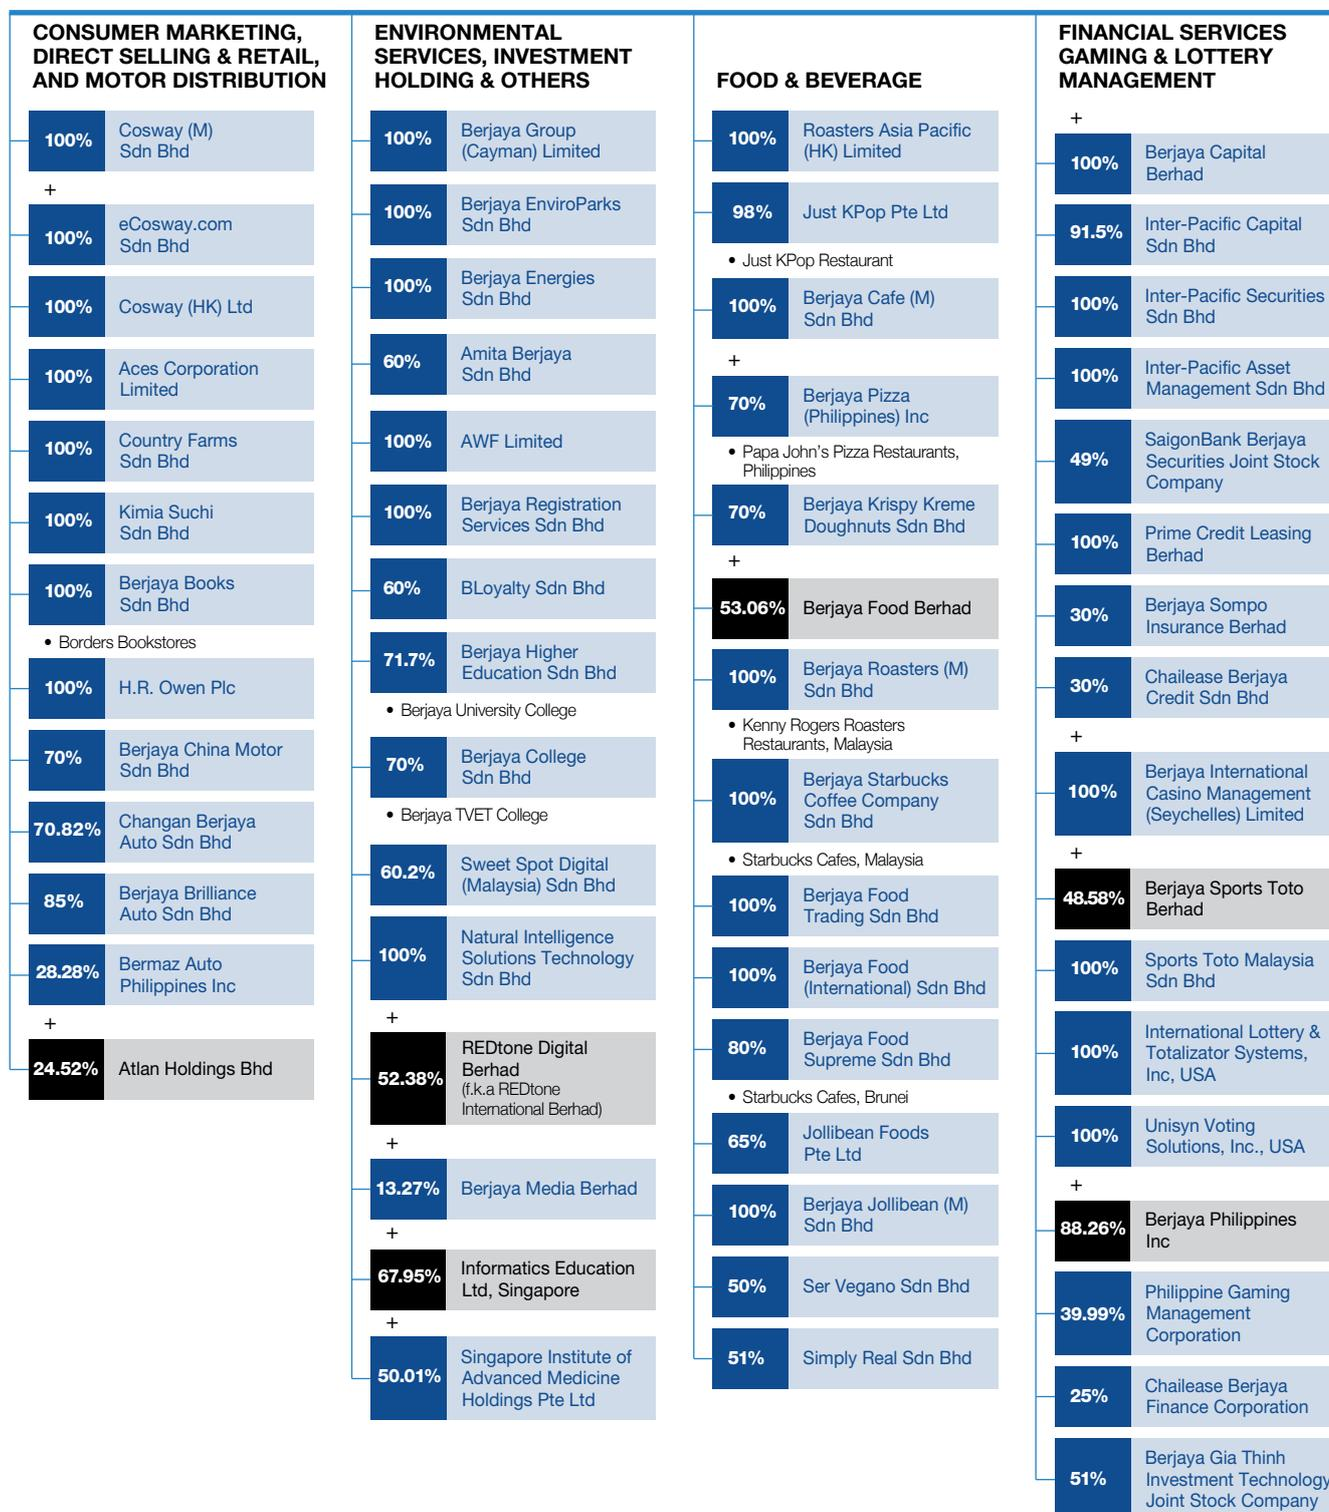 CONSUMER MARKETING,
DIRECT SELLING & RETAIL,
AND MOTOR DISTRIBUTION
100%
Cosway (M)
Sdn Bhd
+
100%
eCosway.com
Sdn Bhd
100%
Cosway (HK) Ltd
100%
Aces Corporation
Limited
100%
Country Farms
Sdn Bhd
100%
Kimia Suchi
Sdn Bhd
100%
Berjaya Books
Sdn Bhd
• Borders Bookstores
100%
H.R. Owen Plc
70%
Berjaya China Motor
Sdn Bhd
70.82%
Changan Berjaya
Auto Sdn Bhd
85%
Berjaya Brilliance
Auto Sdn Bhd
28.28%
Bermaz Auto
Philippines Inc
+
24.52%
Atlan Holdings Bhd
ENVIRONMENTAL
SERVICES, INVESTMENT
HOLDING & OTHERS
100%
Berjaya Group
(Cayman) Limited
100%
Berjaya EnviroParks
Sdn Bhd
100%
Berjaya Energies
Sdn Bhd
60%
Amita Berjaya
Sdn Bhd
100%
AWF Limited
100%
Berjaya Registration
Services Sdn Bhd
60%
BLoyalty Sdn Bhd
71.7%
Berjaya Higher
Education Sdn Bhd
• Berjaya University College
70%
Berjaya College
Sdn Bhd
• Berjaya TVET College
60.2%
Sweet Spot Digital
(Malaysia) Sdn Bhd
100%
Natural Intelligence
Solutions Technology
Sdn Bhd
+
52.38%
REDtone Digital
Berhad
(f.k.a REDtone
International Berhad)
+
13.27%
Berjaya Media Berhad
+
67.95%
Informatics Education
Ltd, Singapore
+
50.01%
Singapore Institute of
Advanced Medicine
Holdings Pte Ltd
FOOD & BEVERAGE
100%
Roasters Asia Pacific
(HK) Limited
98%
Just KPop Pte Ltd
• Just KPop Restaurant
100%
Berjaya Cafe (M)
Sdn Bhd
+
70%
Berjaya Pizza
(Philippines) Inc
• Papa John's Pizza Restaurants,
Philippines
70%
Berjaya Krispy Kreme
Doughnuts Sdn Bhd
+
53.06%
Berjaya Food Berhad
100%
Berjaya Roasters (M)
Sdn Bhd
• Kenny Rogers Roasters
Restaurants, Malaysia
100%
Berjaya Starbucks
Coffee Company
Sdn Bhd
• Starbucks Cafes, Malaysia
100%
Berjaya Food
Trading Sdn Bhd
100%
Berjaya Food
(International) Sdn Bhd
80%
Berjaya Food
Supreme Sdn Bhd
• Starbucks Cafes, Brunei
65%
Jollibean Foods
Pte Ltd
100%
Berjaya Jollibean (M)
Sdn Bhd
50%
Ser Vegano Sdn Bhd
51%
Simply Real Sdn Bhd
FINANCIAL SERVICES
GAMING & LOTTERY
MANAGEMENT
+
100%
Berjaya Capital
Berhad
91.5%
Inter-Pacific Capital
Sdn Bhd
100%
Inter-Pacific Securities
Sdn Bhd
100%
Inter-Pacific Asset
Management Sdn Bhd
49%
SaigonBank Berjaya
Securities Joint Stock
Company
100%
Prime Credit Leasing
Berhad
30%
Berjaya Sompo
Insurance Berhad
30%
Chailease Berjaya
Credit Sdn Bhd
+
100%
Berjaya International
Casino Management
(Seychelles) Limited
+
48.58%
Berjaya Sports Toto
Berhad
100%
Sports Toto Malaysia
Sdn Bhd
100%
International Lottery &
Totalizator Systems,
Inc, USA
100%
Unisyn Voting
Solutions, Inc., USA
+
88.26%
Berjaya Philippines
Inc
39.99%
Philippine Gaming
Management
Corporation
25%
Chailease Berjaya
Finance Corporation
51%
Berjaya Gia Thinh
Investment Technology
Joint Stock Company